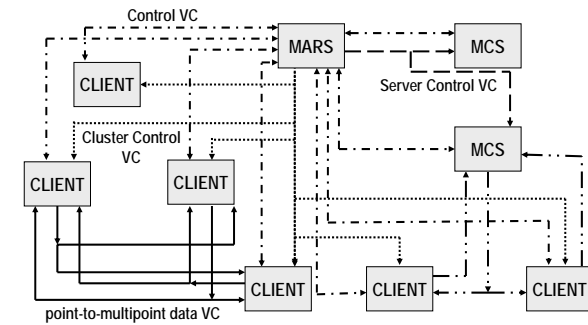 Control VC
MARS
MCS
CLIENT
Server Control VC
Cluster Control
VC
MCS
CLIENT
CLIENT
CLIENT
CLIENT
CLIENT
point-to-multipoint data VC